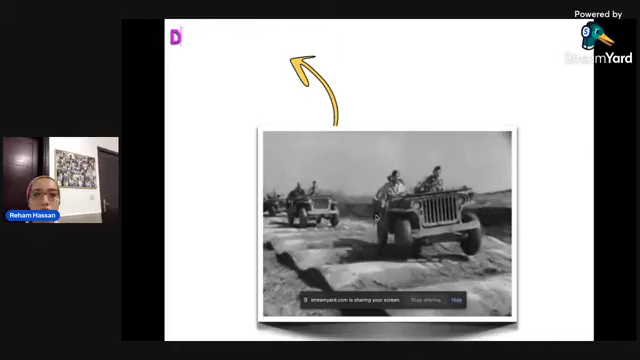 Powered by
StreamYard
D
Reham Hassan
streamyard.com is sharing your screen.
Stop sharing
Hide